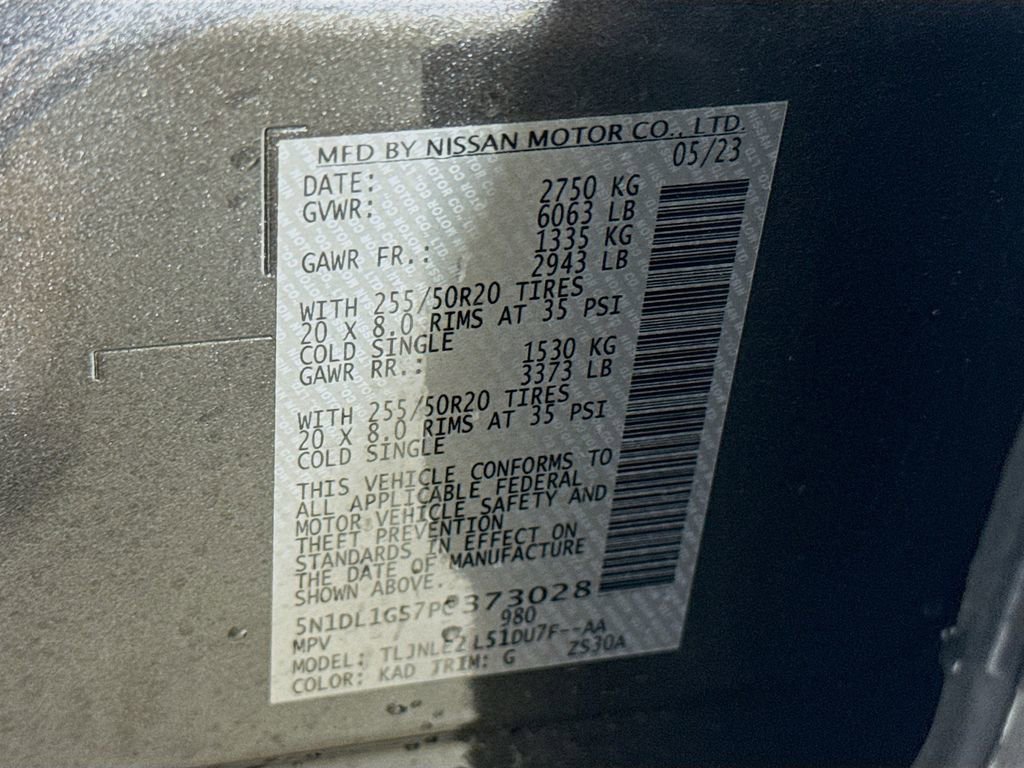 MFD BY NISSAN MOTOR CO., LTD.
DATE: 05/23
GVWR: 2750 KG
6063 LB
GAWR FR.: 1335 KG
2943 LB
WITH 255/50R20 TIRES
20 X 8.0 RIMS AT 35 PSI
COLD SINGLE
GAWR RR.: 1530 KG
3373 LB
WITH 255/50R20 TIRES
20 X 8.0 RIMS AT 35 PSI
COLD SINGLE
THIS VEHICLE CONFORMS TO
ALL APPLICABLE FEDERAL
MOTOR VEHICLE SAFETY AND
THEFT PREVENTION
STANDARDS IN EFFECT ON
THE DATE OF MANUFACTURE
SHOWN ABOVE.
5N1DL1GS7PC373028
MPV 980
MODEL: TLJNLE2 L51DU7F--AA
COLOR: KAD TRIM: G ZS30A